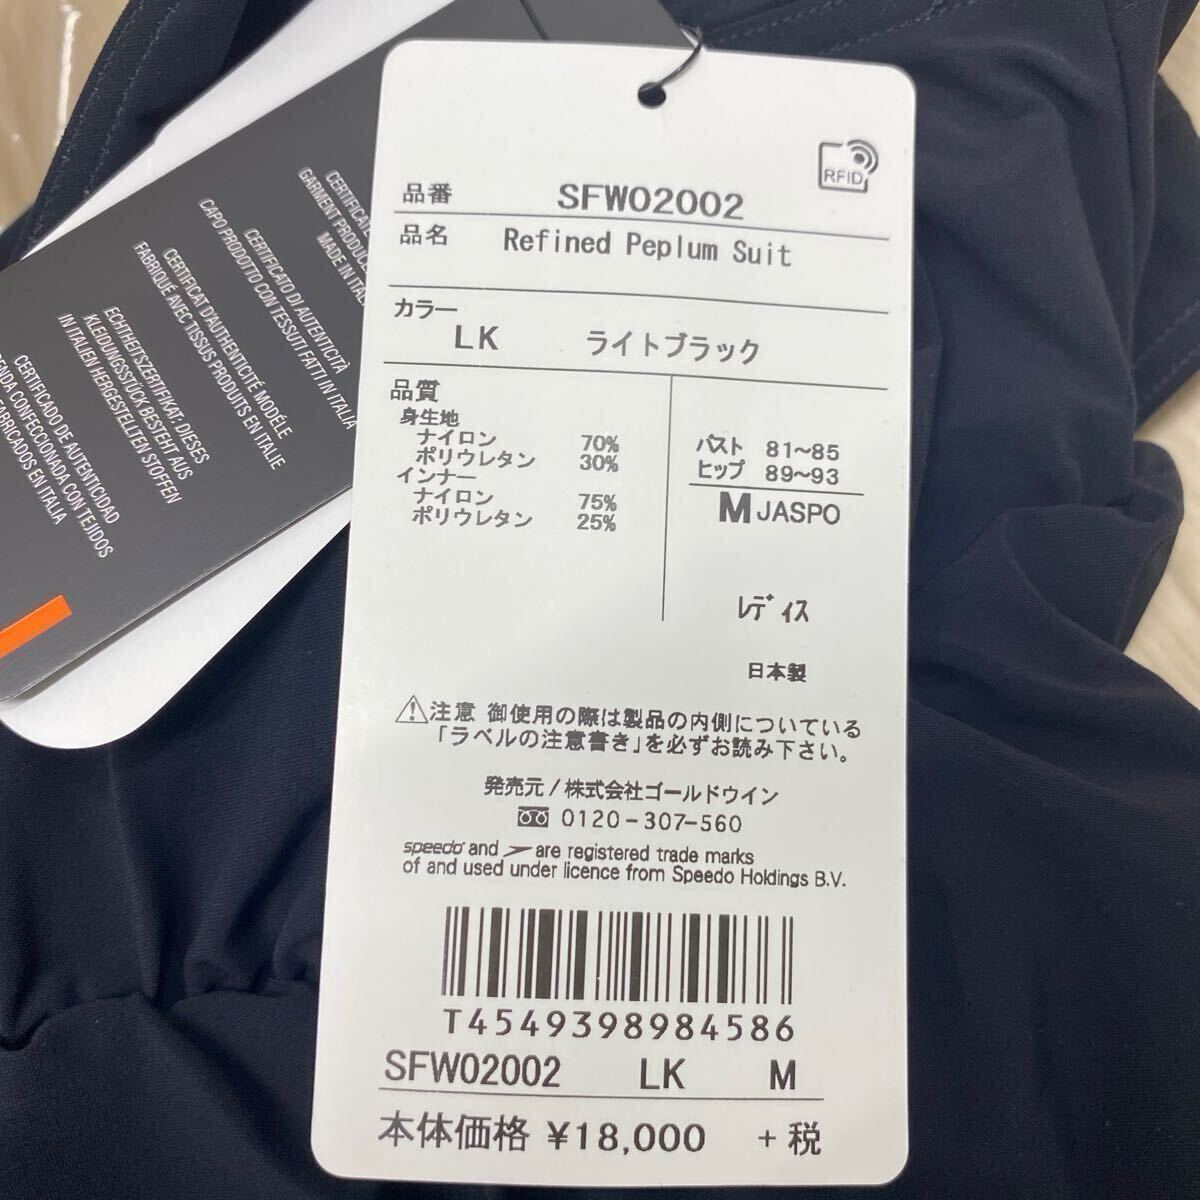 RFID
品番 SFW02002
品名 Refined Peplum Suit
カラー
LK ライトブラック
品質
身生地
ナイロン 70%
ポリウレタン 30%
インナー
ナイロン 75%
ポリウレタン 25%
バスト 81~85
ヒップ 89~93
M JASPO
レディス
日本製
注意 御使用の際は製品の内側についている
「ラベルの注意書き」を必ずお読み下さい。
発売元/株式会社ゴールドウイン
0120-307-560
speedo and are registered trade marks
of and used under licence from Speedo Holdings B.V.
T4549398984586
SFW02002 LK M
本体価格 ¥18,000 +税
CERTIFICATE
GARMENT PRODUCE
MADE IN ITAL
CERTIFICATO DI AUTENTICITÀ
CAPO PRODOTTO CON TESSUTI FATTI IN ITALIA
CERTIFICAT D'AUTHENTICITÉ MODÈLE
FABRIQUÉ AVEC TISSUS PRODUITS EN ITALIE
ECHTHEITSZERTIFIKAT. DIESES
KLEIDUNGSSTÜCK BESTEHT AUS
IN ITALIEN HERGESTELLTEN STOFFEN
CERTIFICADO DE AUTENTICIDAD
ENDA CONFECCIONADA CON TEJIDOS
FABRICADOS EN ITALIA